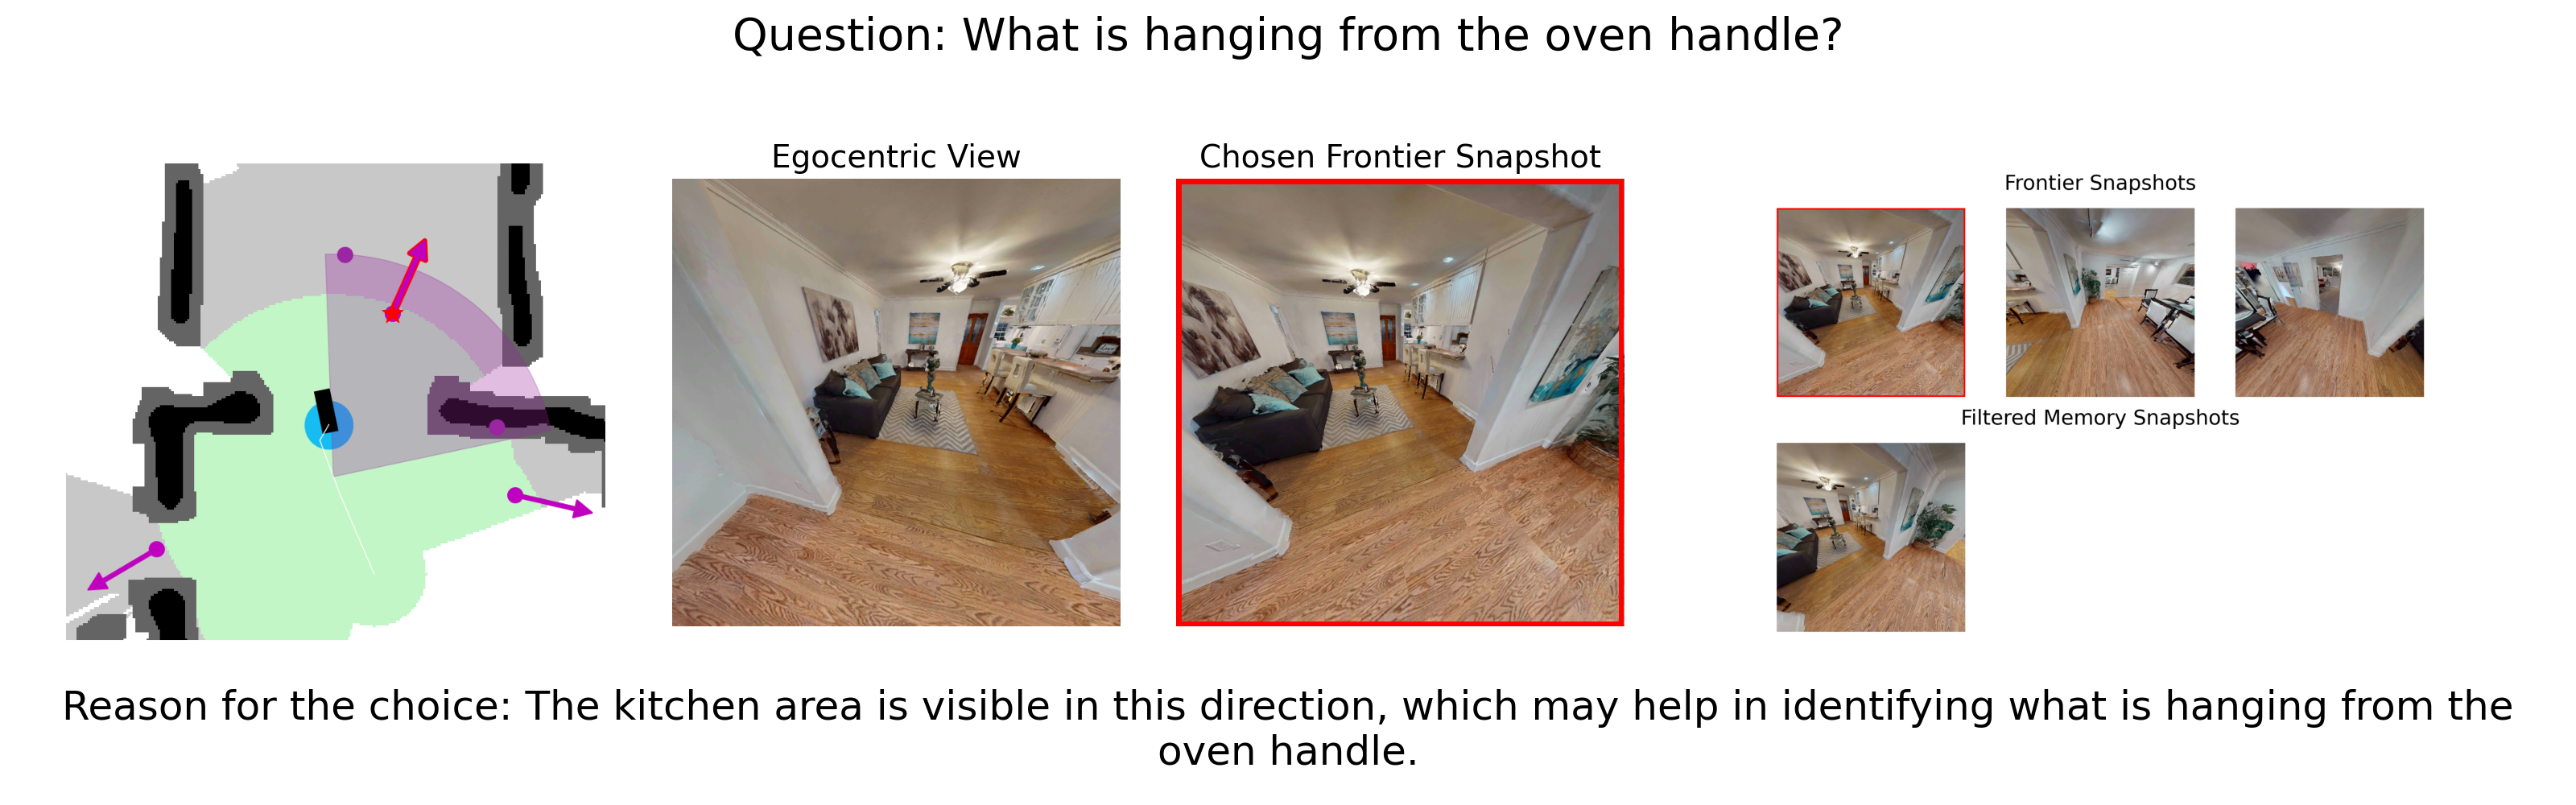 Question: What is hanging from the oven handle?
Egocentric View
Chosen Frontier Snapshot
Frontier Snapshots
Filtered Memory Snapshots
Reason for the choice: The kitchen area is visible in this direction, which may help in identifying what is hanging from the
oven handle.